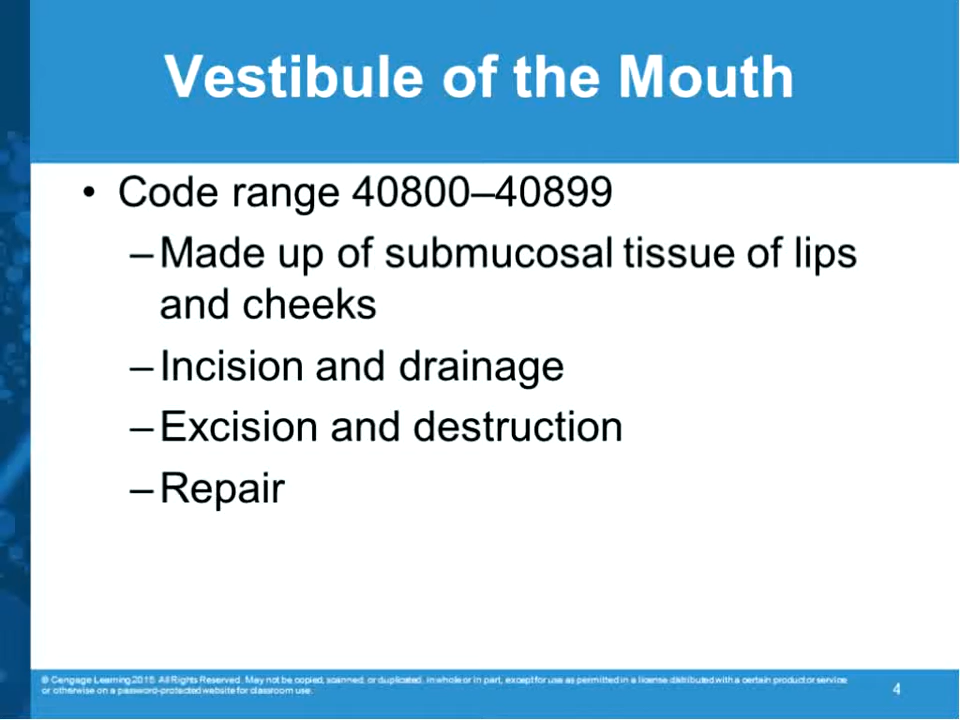 Vestibule of the Mouth
• Code range 40800–40899
–Made up of submucosal tissue of lips
and cheeks
–Incision and drainage
–Excision and destruction
–Repair
© Cengage Learning 2015. All Rights Reserved. May not be copied, scanned, or duplicated, in whole or in part, except for use as permitted in a license distributed with a certain product or service
or otherwise on a password-protected website for classroom use.
4